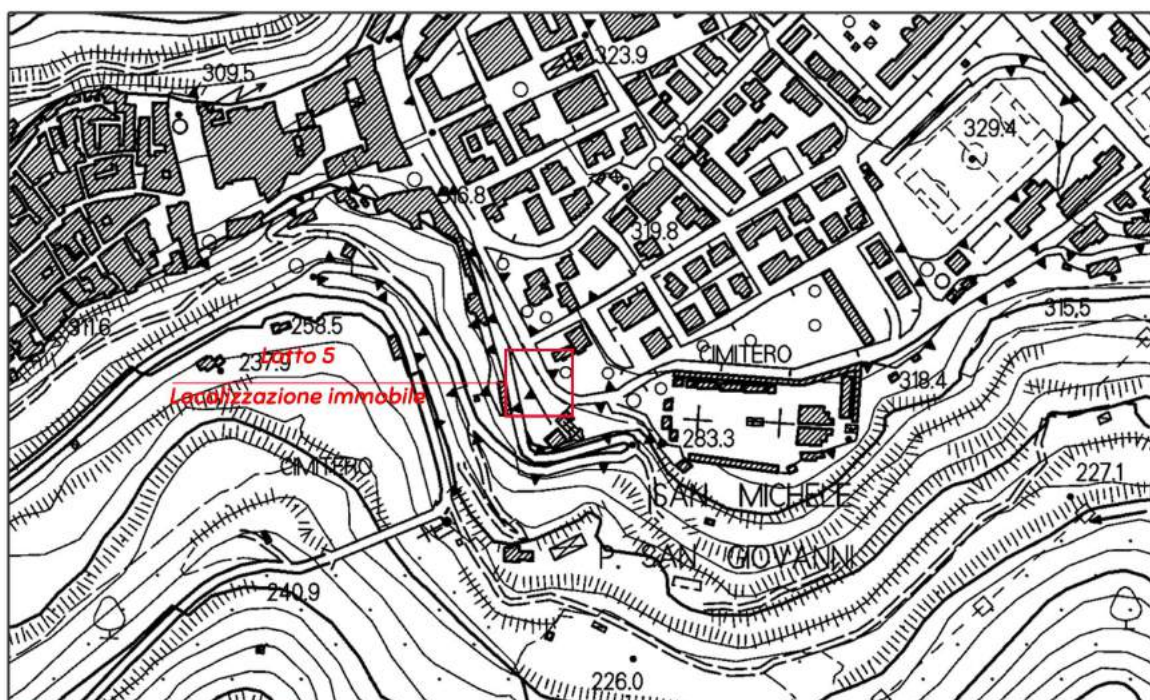 323.9
309.5
329.4
316.8
319.8
315,5
311.6
258.5
Lotto 5
CIMITERO
237.9
318.4
Localizzazione immobile
283.3
CIMITERO
227.1
SAN MICHELE
P SAN GIOVANNI
240.9
226.0